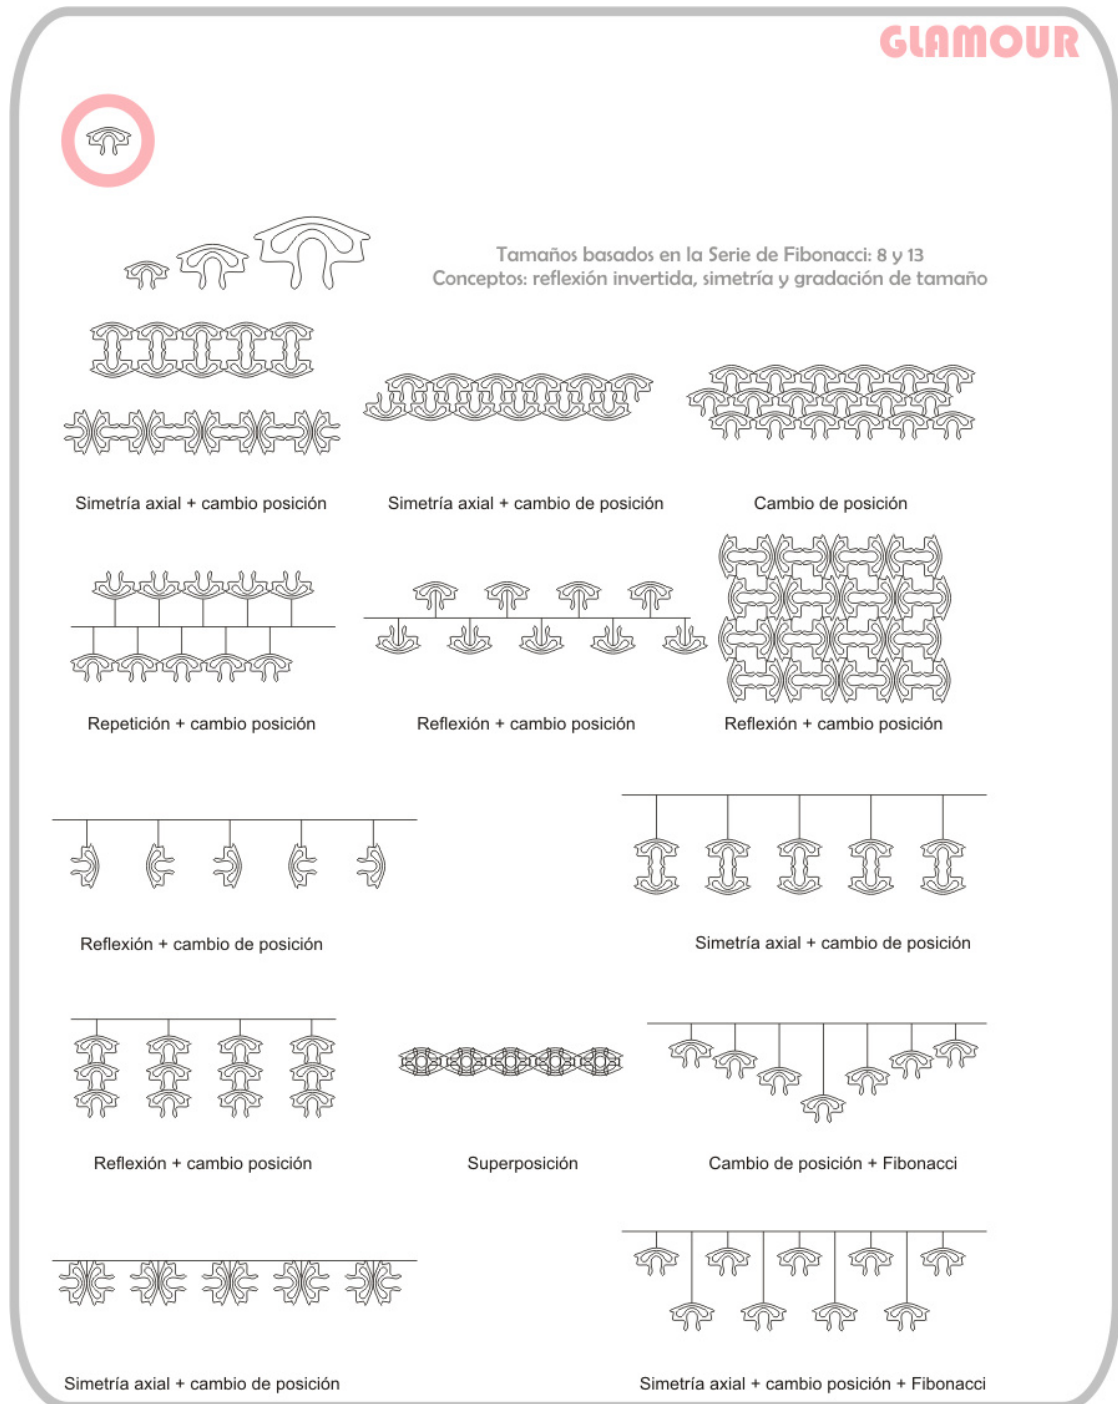 GLAMOUR
Tamaños basados en la Serie de Fibonacci: 8 y 13
Conceptos: reflexión invertida, simetría y gradación de tamaño
Simetría axial + cambio posición
Simetría axial + cambio de posición
Cambio de posición
Repetición + cambio posición
Reflexión + cambio posición
Reflexión + cambio posición
Reflexión + cambio de posición
Simetría axial + cambio de posición
Reflexión + cambio posición
Superposición
Cambio de posición + Fibonacci
Simetría axial + cambio de posición
Simetría axial + cambio posición + Fibonacci